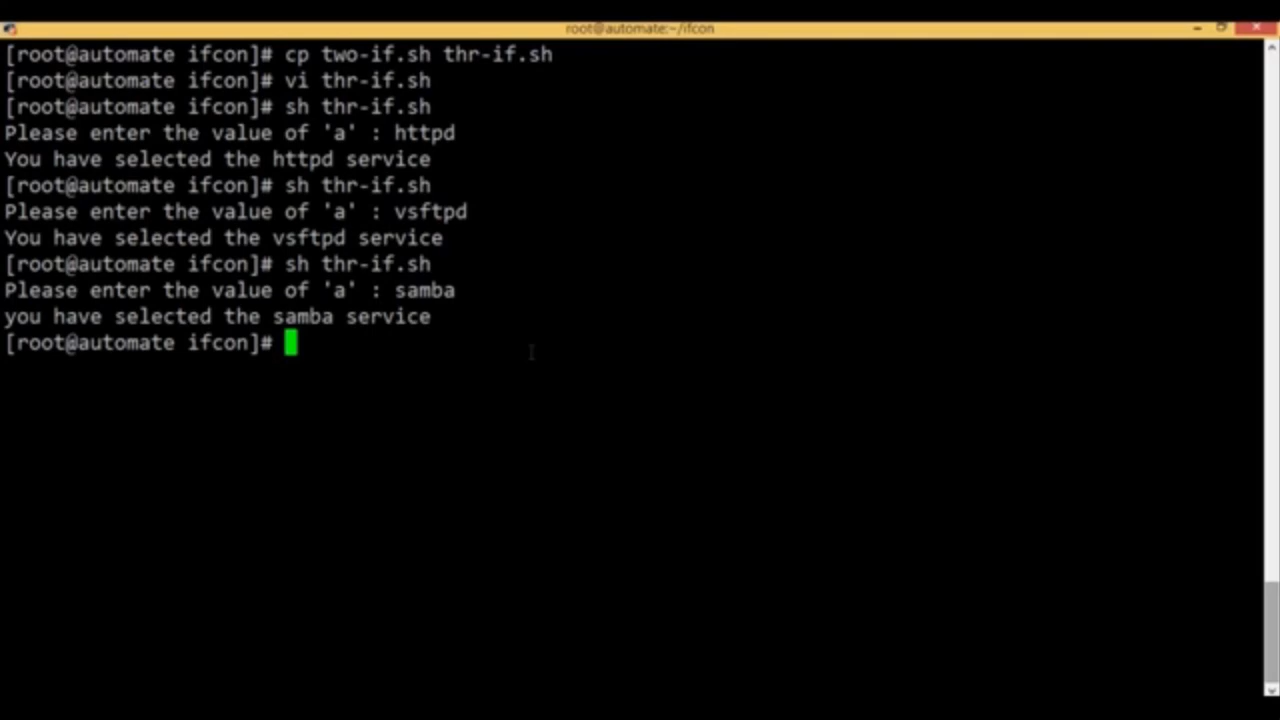 root@automate:~/ifcon
[root@automate ifcon]# cp two-if.sh thr-if.sh
[root@automate ifcon]# vi thr-if.sh
[root@automate ifcon]# sh thr-if.sh
Please enter the value of 'a' : httpd
You have selected the httpd service
[root@automate ifcon]# sh thr-if.sh
Please enter the value of 'a' : vsftpd
You have selected the vsftpd service
[root@automate ifcon]# sh thr-if.sh
Please enter the value of 'a' : samba
you have selected the samba service
[root@automate ifcon]#